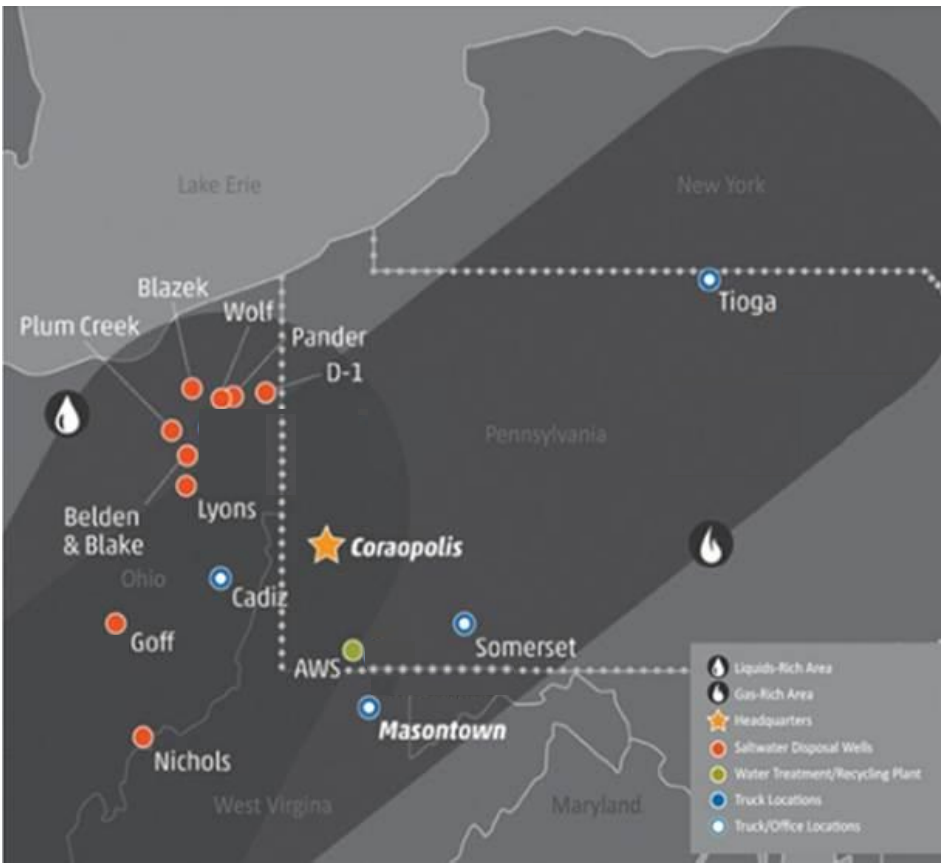 Lake Erie
New York
Blazek
Tioga
Wolf
Plum Creek
Pander
D-1
Pennsylvania
Lyons
Belden
& Blake
Coraopolis
Ohio
Cadiz
Goff
Somerset
AWS
Masontown
Nichols
West Virgina
Maryland
Liquids-Rich Area
Gas-Rich Area
Headquarters
Saltwater Disposal Wells
Water Treatment/Recycling Plant
Truck Locations
Truck/Office Locations